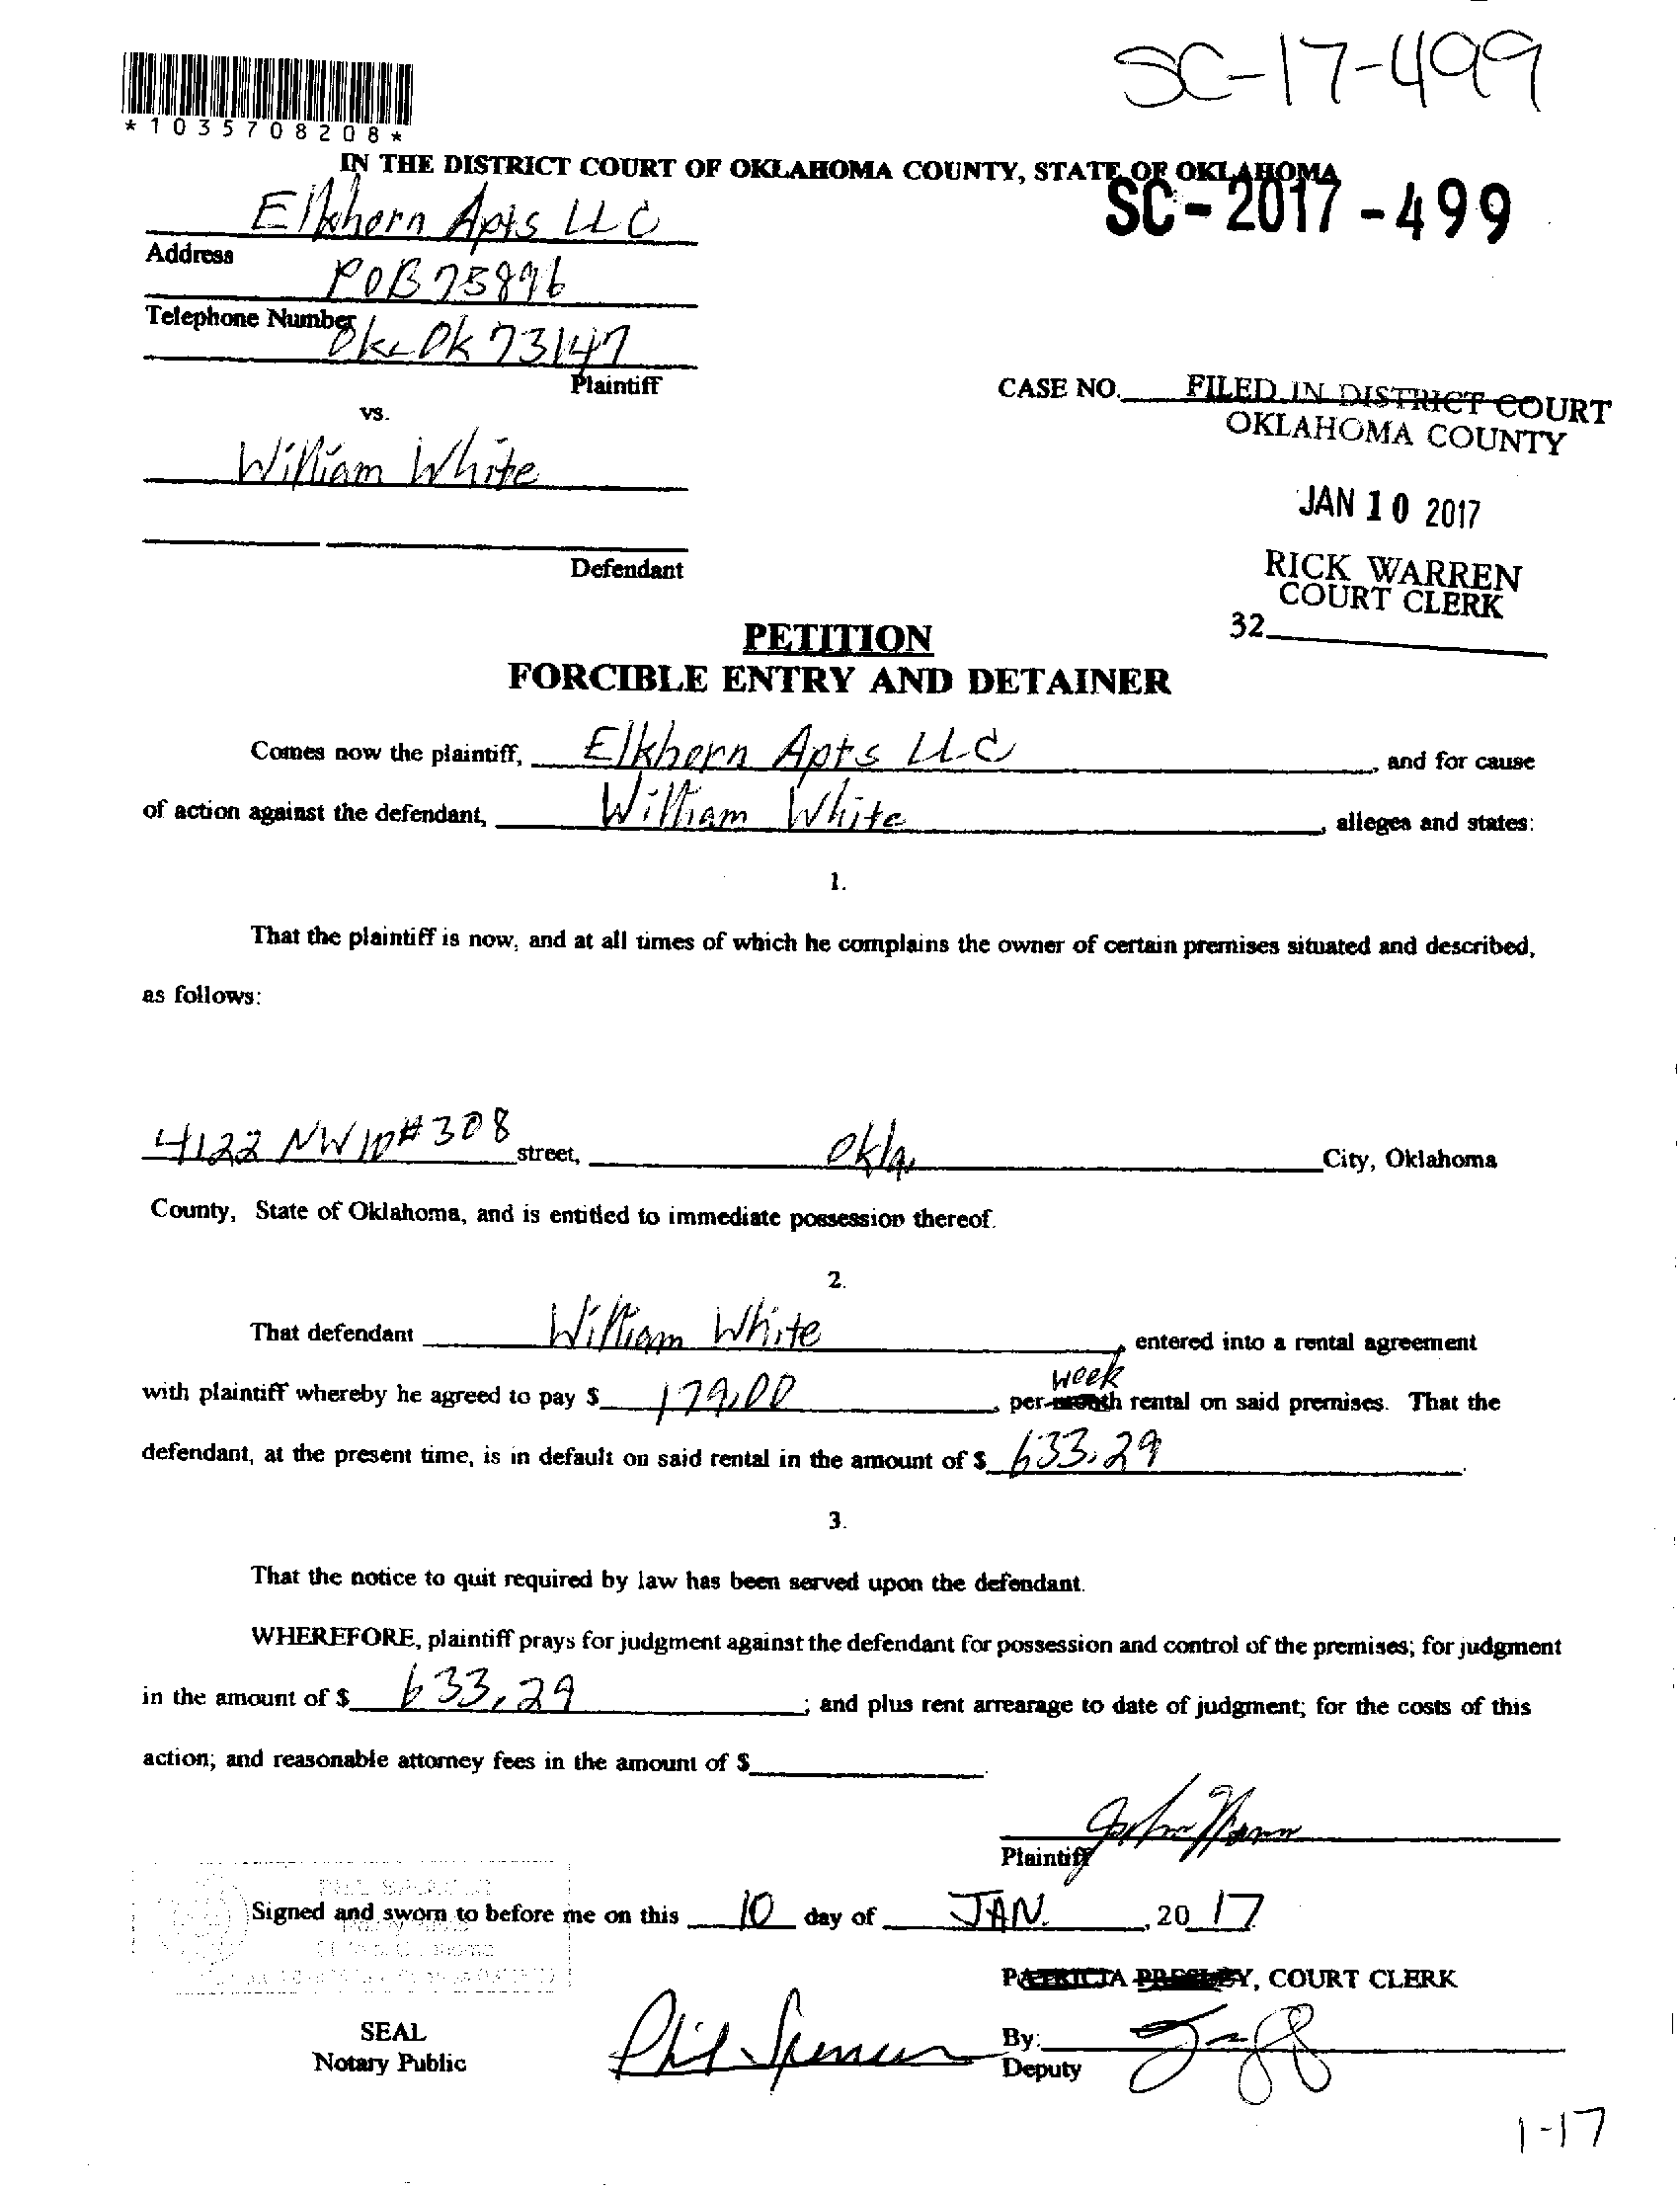 SC-17-499
*1035708208*
IN THE DISTRICT COURT OF OKLAHOMA COUNTY, STATE OF OKLAHOMA
SC-2017-499
Elkhorn Apts LLC
Address
POB 75896
Telephone Number
Okc Ok 73147
Plaintiff
CASE NO.
FILED IN DISTRICT COURT
OKLAHOMA COUNTY
vs.
William White
JAN 10 2017
Defendant
RICK WARREN
COURT CLERK
32
PETITION
FORCIBLE ENTRY AND DETAINER
Comes now the plaintiff, Elkhorn Apts LLC and for cause
of action against the defendant, William White, alleges and states:
1.
That the plaintiff is now, and at all times of which he complains the owner of certain premises situated and described,
as follows:
4122 NW 10 #308 street, Okla. City, Oklahoma
County, State of Oklahoma, and is entitled to immediate possession thereof.
2.
That defendant William White, entered into a rental agreement
week
with plaintiff whereby he agreed to pay $ 179.00, per month rental on said premises. That the
defendant, at the present time, is in default on said rental in the amount of $ 633.29.
3.
That the notice to quit required by law has been served upon the defendant.
WHEREFORE, plaintiff prays for judgment against the defendant for possession and control of the premises; for judgment
in the amount of $ 633.29; and plus rent arrearage to date of judgment; for the costs of this
action; and reasonable attorney fees in the amount of $
Plaintiff
PHIL SPENCER
Signed and sworn to before me on this 10 day of JAN., 20 17
PATRICIA PRESLEY, COURT CLERK
SEAL
Notary Public
Phil Spencer
By:
Deputy
1-17